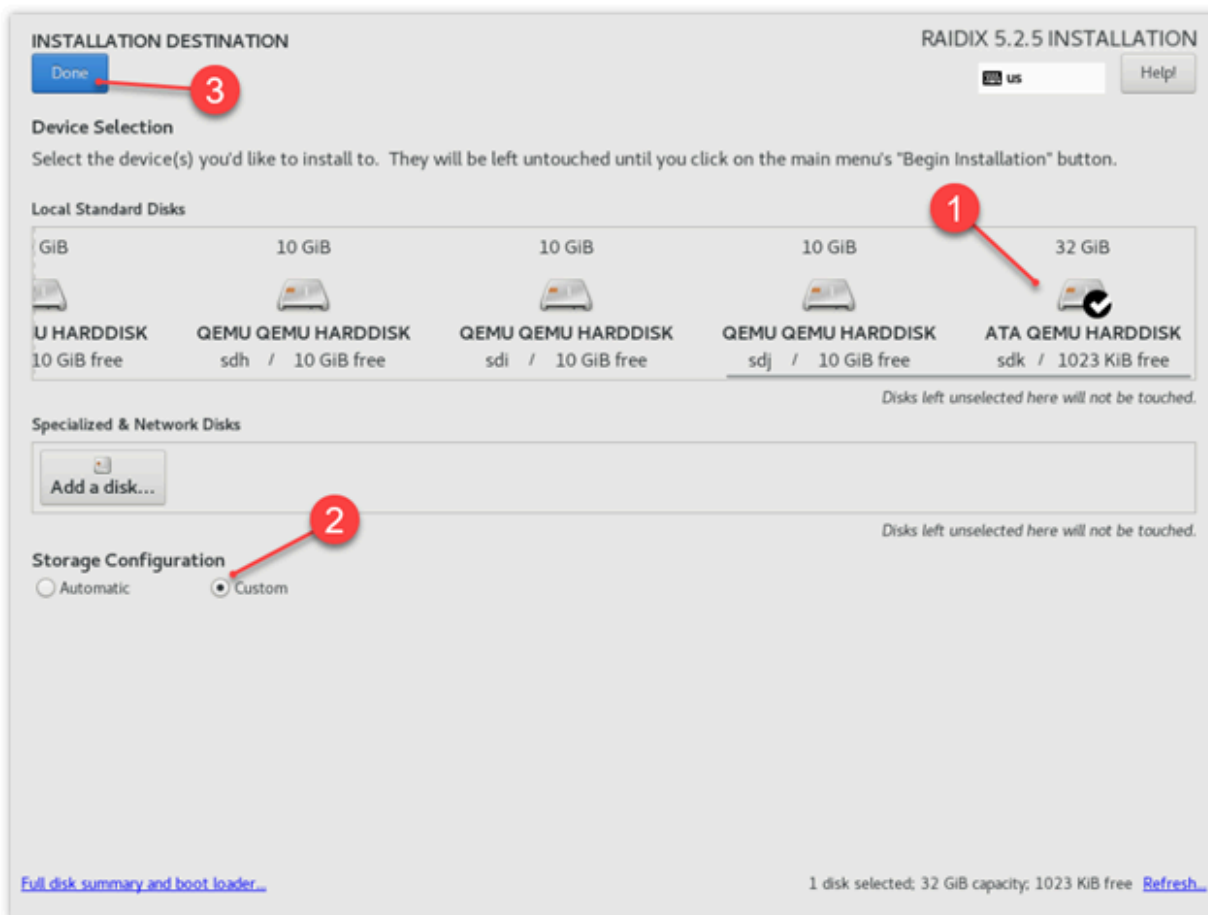 INSTALLATION DESTINATION
RAIDIX 5.2.5 INSTALLATION
Done
us
Help!
3
Device Selection
Select the device(s) you'd like to install to. They will be left untouched until you click on the main menu's "Begin Installation" button.
1
Local Standard Disks
GiB 10 GiB 10 GiB 10 GiB 32 GiB
U HARDDISK QEMU QEMU HARDDISK QEMU QEMU HARDDISK QEMU QEMU HARDDISK ATA QEMU HARDDISK
10 GiB free sdh / 10 GiB free sdi / 10 GiB free sdj / 10 GiB free sdk / 1023 KiB free
Disks left unselected here will not be touched.
Specialized & Network Disks
Add a disk...
2
Disks left unselected here will not be touched.
Storage Configuration
Automatic Custom
Full disk summary and boot loader...
1 disk selected; 32 GiB capacity; 1023 KiB free Refresh...